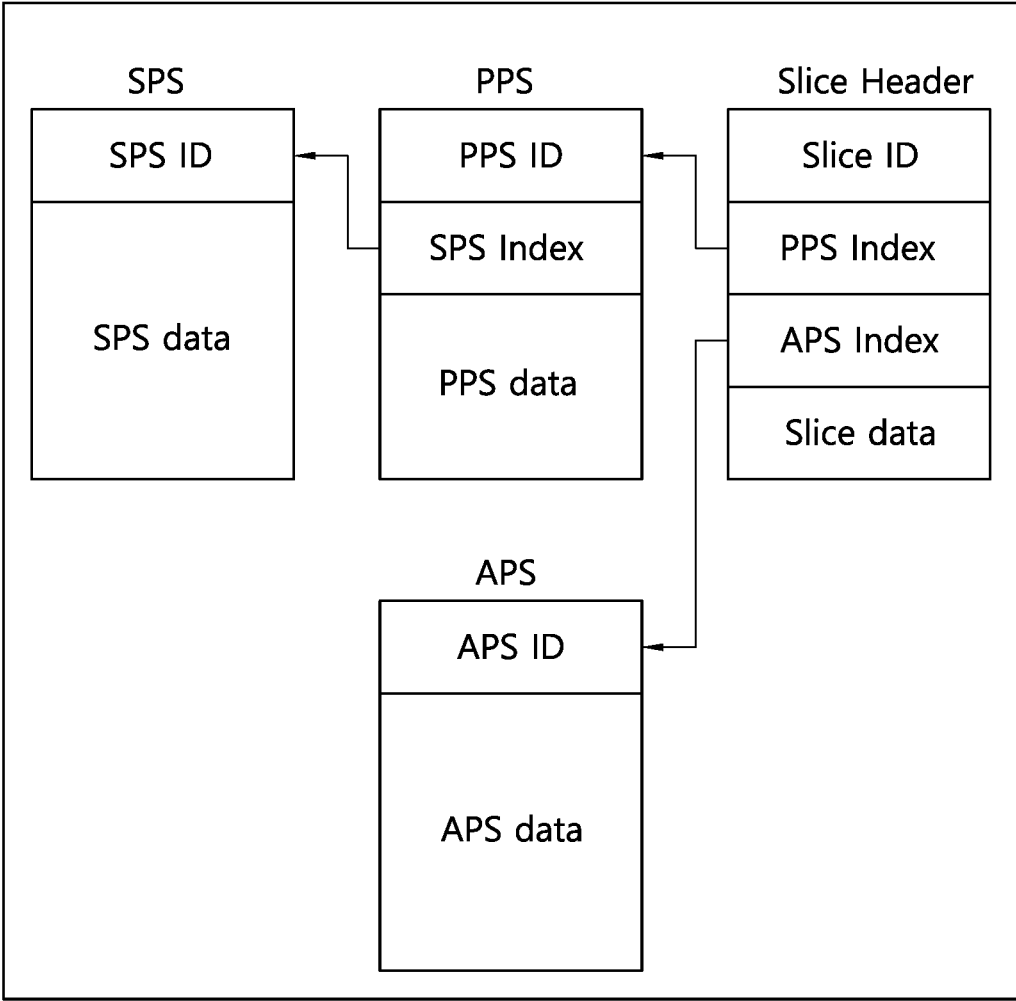 SPS
SPS ID
SPS data
PPS
PPS ID
SPS Index
PPS data
Slice Header
Slice ID
PPS Index
APS Index
Slice data
APS
APS ID
APS data